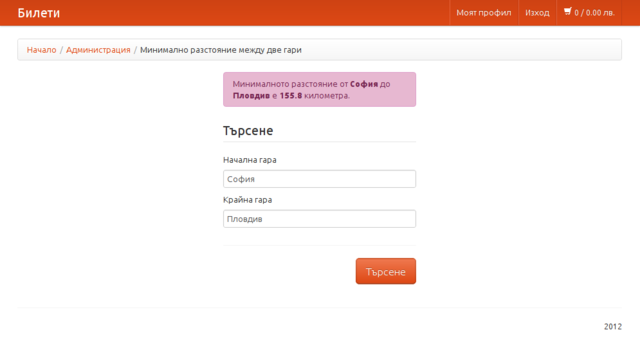 Билети
Моят профил
Изход
0 / 0.00 лв.
Начало / Администрация / Минимално разстояние между две гари
Минималното разстояние от София до
Пловдив е 155.8 километра.
Търсене
Начална гара
София
Крайна гара
Пловдив
Търсене
2012